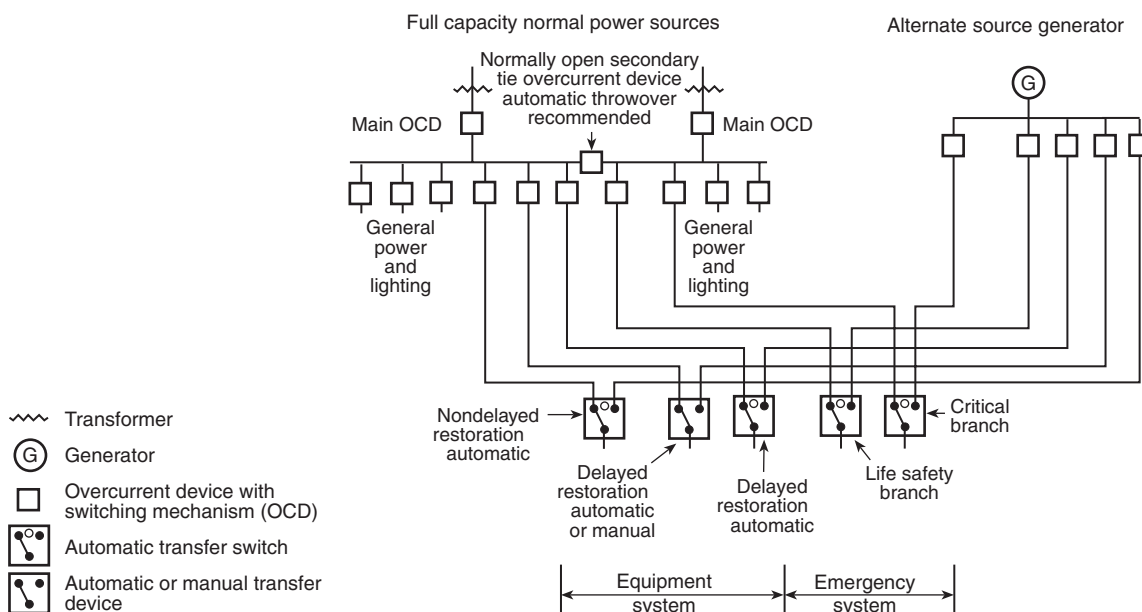 Full capacity normal power sources
Alternate source generator
Normally open secondary
tie overcurrent device
automatic throwover
recommended
G
Main OCD
Main OCD
General
power
and
lighting
General
power
and
lighting
Nondelayed
restoration
automatic
Delayed
restoration
automatic
or manual
Delayed
restoration
automatic
Life safety
branch
Critical
branch
Transformer
G
Generator
Overcurrent device with
switching mechanism (OCD)
Automatic transfer switch
Automatic or manual transfer
device
Equipment
system
Emergency
system